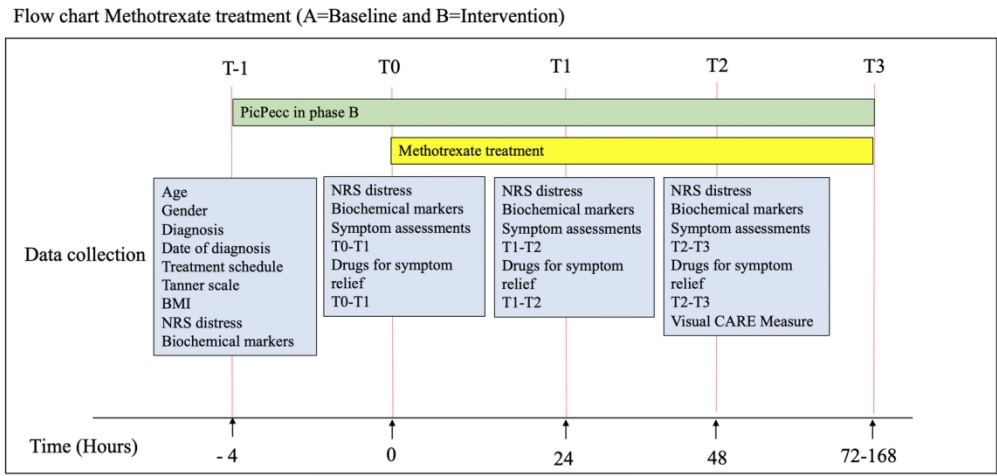 Flow chart Methotrexate treatment (A=Baseline and B=Intervention)
T-1
T0
T1
T2
T3
PicPecc in phase B
Methotrexate treatment
Data collection
Age
Gender
Diagnosis
Date of diagnosis
Treatment schedule
Tanner scale
BMI
NRS distress
Biochemical markers
NRS distress
Biochemical markers
Symptom assessments
T0-T1
Drugs for symptom
relief
T0-T1
NRS distress
Biochemical markers
Symptom assessments
T1-T2
Drugs for symptom
relief
T1-T2
NRS distress
Biochemical markers
Symptom assessments
T2-T3
Drugs for symptom
relief
T2-T3
Visual CARE Measure
Time (Hours)
- 4
0
24
48
72-168